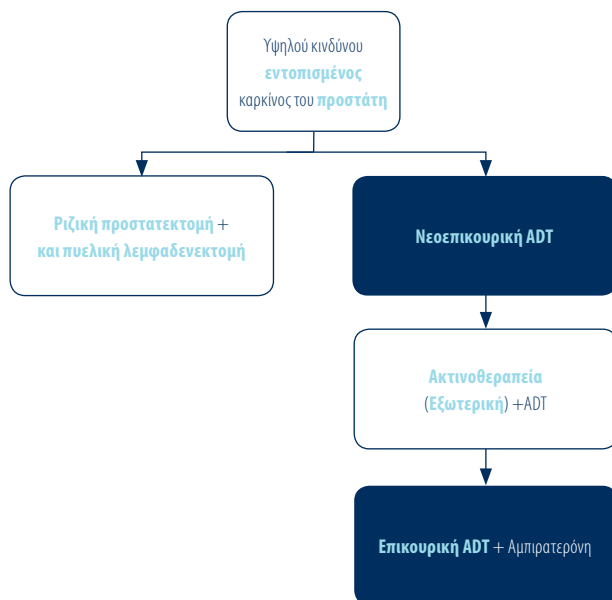 Υψηλού κινδύνου
εντοπισμένος
καρκίνος του προστάτη
Ριζική προστατεκτομή +
και πυελική λεμφαδενεκτομή
Νεοεπικουρική ADT
Ακτινοθεραπεία
(Εξωτερική) +ADT
Επικουρική ADT + Αμπιρατερόνη